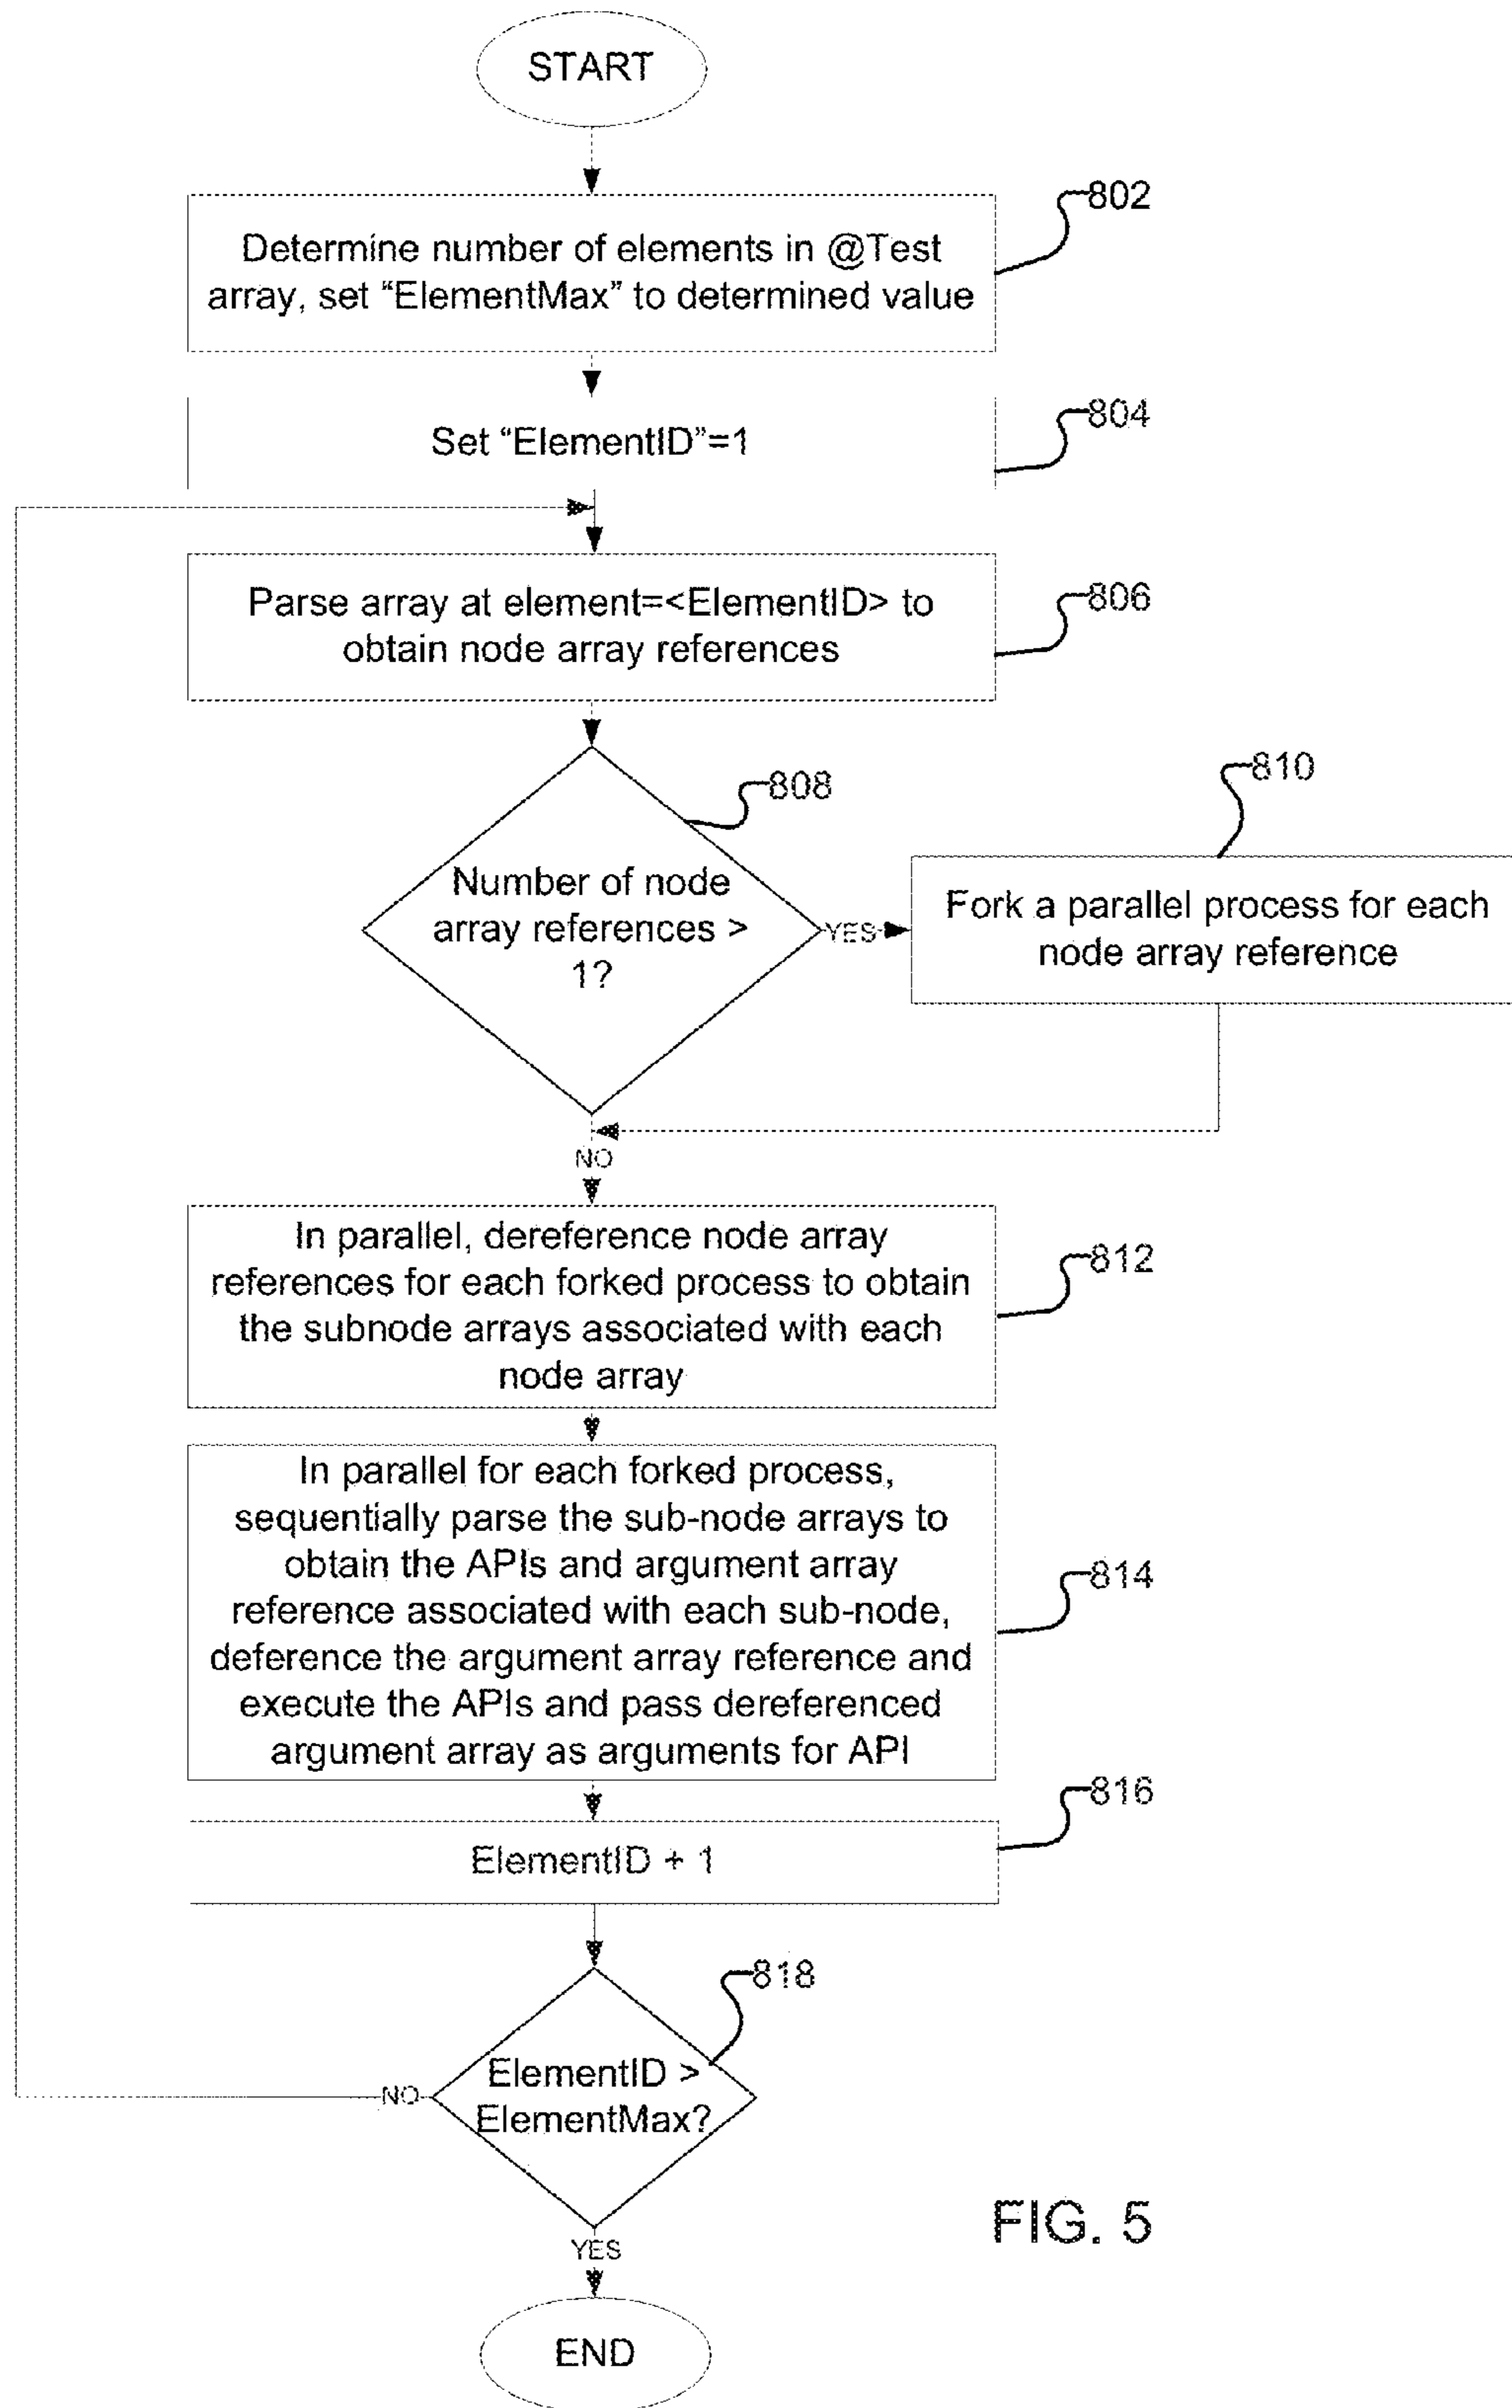 START
802
Determine number of elements in @Test
array, set “ElementMax” to determined value
804
Set “ElementID”=1
806
Parse array at element=<ElementID> to
obtain node array references
808
810
Number of node
array references >
1?
YES
Fork a parallel process for each
node array reference
NO
812
In parallel, dereference node array
references for each forked process to obtain
the subnode arrays associated with each
node array
814
In parallel for each forked process,
sequentially parse the sub-node arrays to
obtain the APIs and argument array
reference associated with each sub-node,
deference the argument array reference and
execute the APIs and pass dereferenced
argument array as arguments for API
816
ElementID + 1
818
ElementID >
ElementMax?
NO
YES
END
FIG. 5